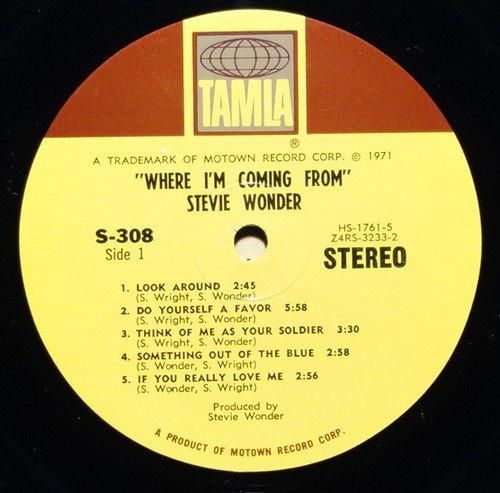 TAMLA
®
A TRADEMARK OF MOTOWN RECORD CORP. © 1971
"WHERE I'M COMING FROM"
STEVIE WONDER
S-308
Side 1
HS-1761-5
Z4RS-3233-2
STEREO
1. LOOK AROUND 2:45
(S. Wright, S. Wonder)
2. DO YOURSELF A FAVOR 5:58
(S. Wright, S. Wonder)
3. THINK OF ME AS YOUR SOLDIER 3:30
(S. Wright, S. Wonder)
4. SOMETHING OUT OF THE BLUE 2:58
(S. Wonder, S. Wright)
5. IF YOU REALLY LOVE ME 2:56
(S. Wonder, S. Wright)
Produced by
Stevie Wonder
A PRODUCT OF MOTOWN RECORD CORP.